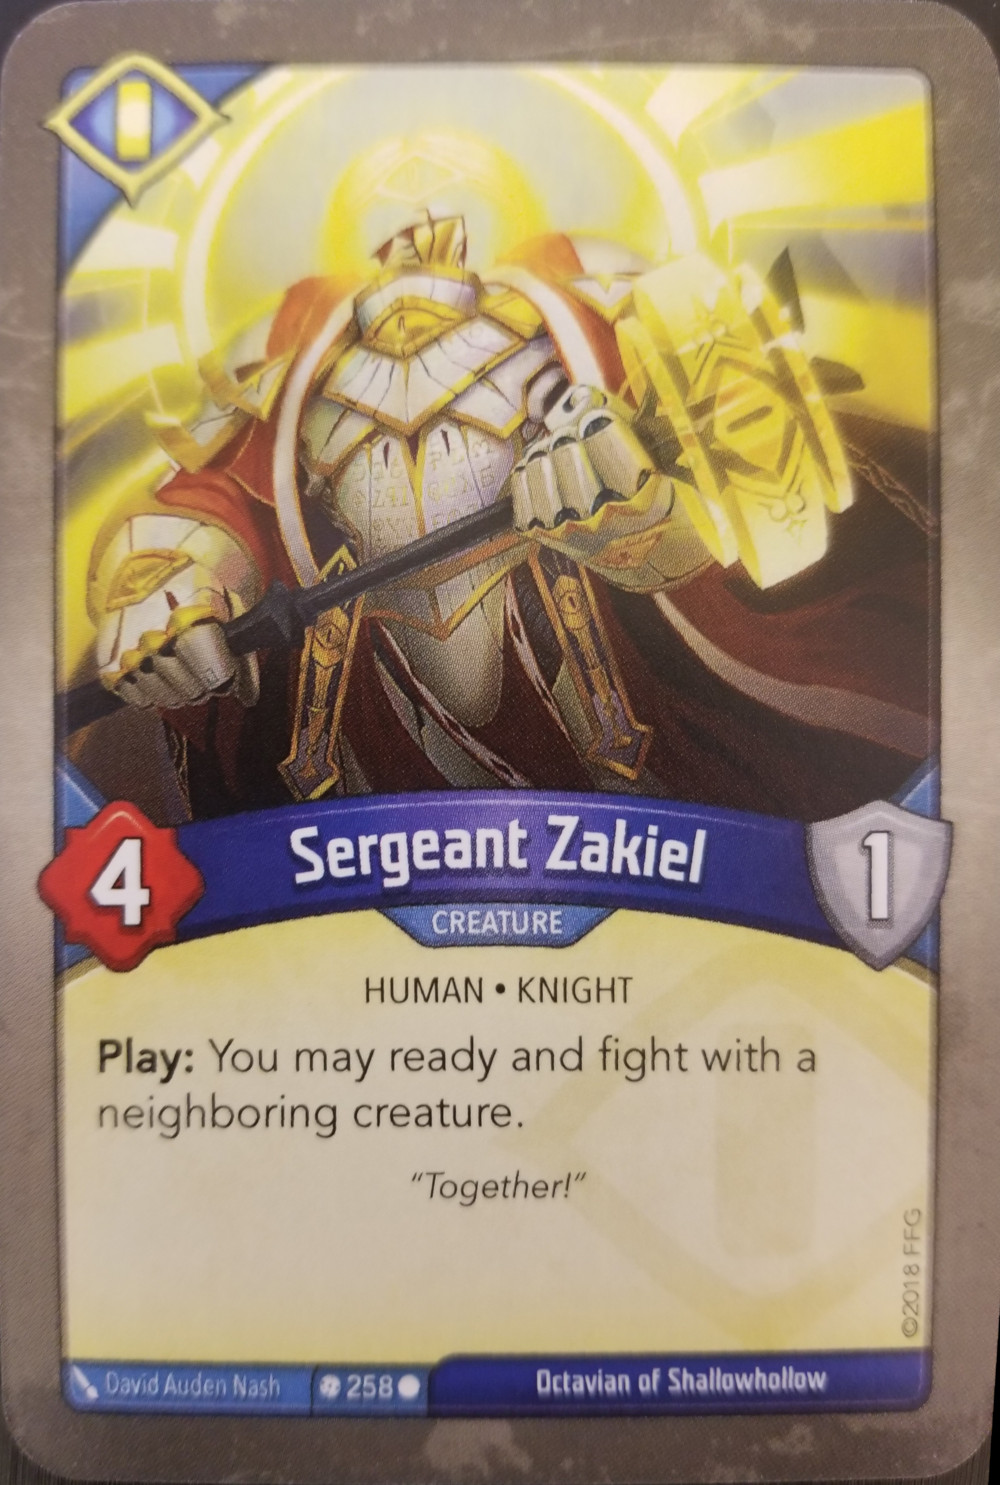 4
Sergeant Zakiel
1
CREATURE
HUMAN • KNIGHT
Play: You may ready and fight with a
neighboring creature.
“Together!”
©2018 FFG
David Auden Nash
258
Octavian of Shallowhollow